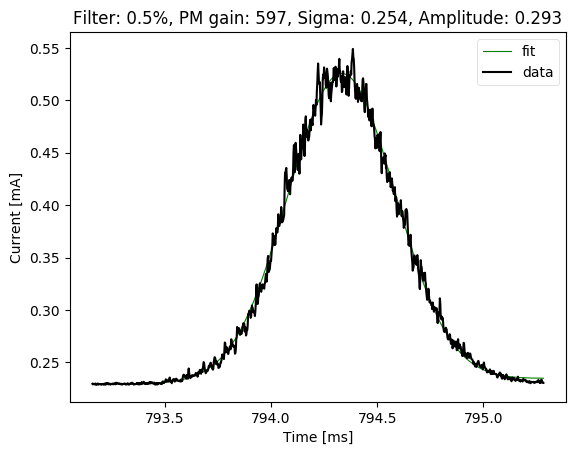 Filter: 0.5%, PM gain: 597, Sigma: 0.254, Amplitude: 0.293
fit
data
0.55
0.50
0.45
0.40
0.35
0.30
0.25
Current [mA]
793.5 794.0 794.5 795.0
Time [ms]